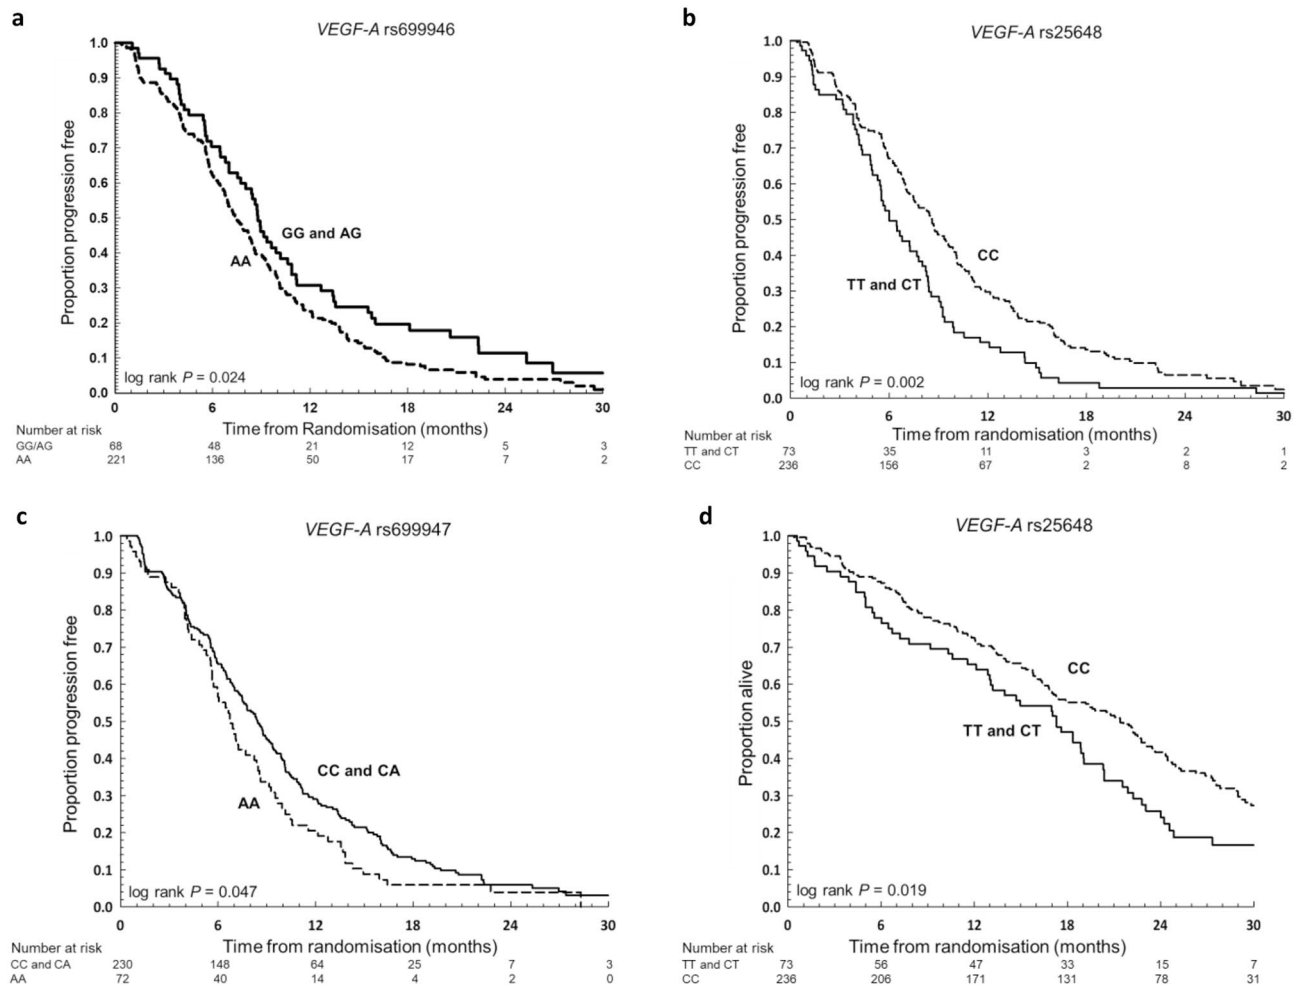 a
VEGF-A rs699946
1.0
0.9
0.8
0.7
0.6
0.5
0.4
0.3
0.2
0.1
0.0
Proportion progression free
GG and AG
AA
log rank P = 0.024
0 6 12 18 24 30
Number at risk
Time from Randomisation (months)
GG/AG 68 48 21 12 5 3
AA 221 136 50 17 7 2
b
VEGF-A rs25648
1.0
0.9
0.8
0.7
0.6
0.5
0.4
0.3
0.2
0.1
0.0
Proportion progression free
CC
TT and CT
log rank P = 0.002
0 6 12 18 24 30
Number at risk
Time from randomisation (months)
TT and CT 73 35 11 3 2 1
CC 236 156 67 2 8 2
c
VEGF-A rs699947
1.0
0.9
0.8
0.7
0.6
0.5
0.4
0.3
0.2
0.1
0.0
Proportion progression free
CC and CA
AA
log rank P = 0.047
0 6 12 18 24 30
Number at risk
Time from randomisation (months)
CC and CA 230 148 64 25 7 3
AA 72 40 14 4 2 0
d
VEGF-A rs25648
1.0
0.9
0.8
0.7
0.6
0.5
0.4
0.3
0.2
0.1
0.0
Proportion alive
CC
TT and CT
log rank P = 0.019
0 6 12 18 24 30
Number at risk
Time from randomisation (months)
TT and CT 73 56 47 33 15 7
CC 236 206 171 131 78 31